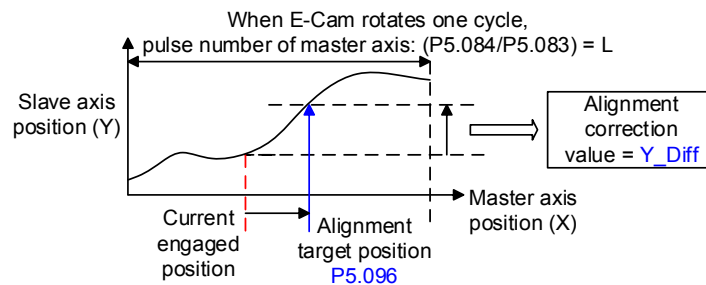 When E-Cam rotates one cycle,
pulse number of master axis: (P5.084/P5.083) = L
Slave axis
position (Y)
Alignment
correction
value = Y_Diff
Master axis
position (X)
Current
engaged
position
Alignment
target position
P5.096